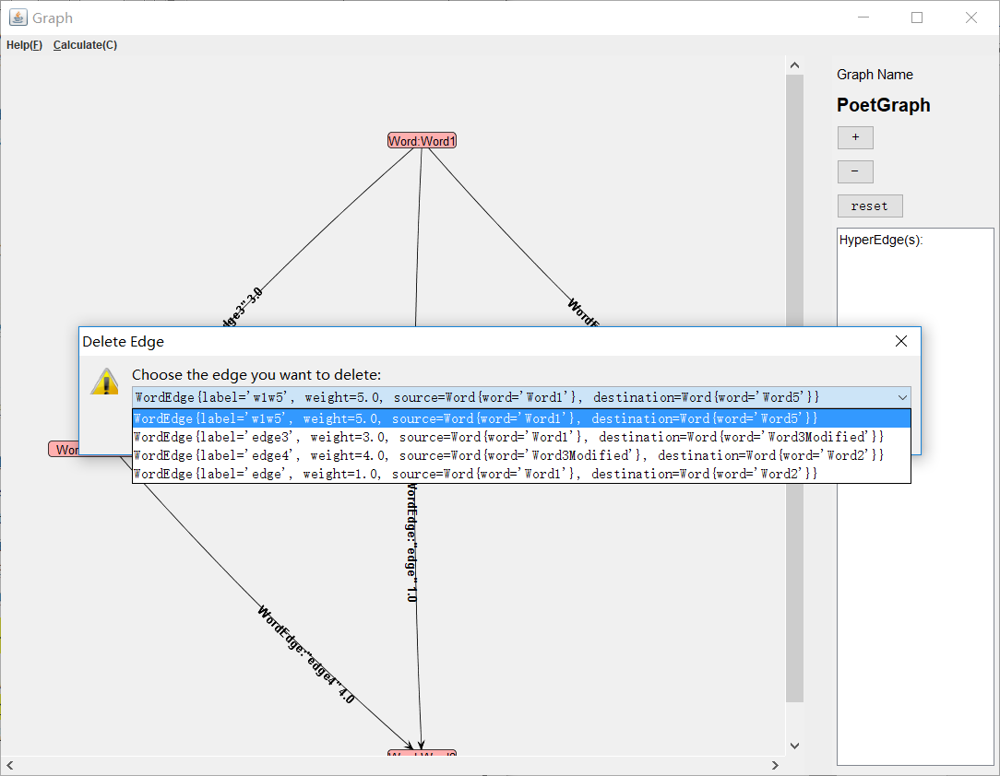 Graph
Help(F) Calculate(C)
Graph Name
PoetGraph
+
−
reset
HyperEdge(s):
Word:Word1
3" 3.0
Delete Edge
Choose the edge you want to delete:
WordEdge{label='w1w5', weight=5.0, source=Word{word='Word1'}, destination=Word{word='Word5'}}
WordEdge{label='w1w5', weight=5.0, source=Word{word='Word1'}, destination=Word{word='Word5'}}
WordEdge{label='edge3', weight=3.0, source=Word{word='Word1'}, destination=Word{word='Word3Modified'}}
WordEdge{label='edge4', weight=4.0, source=Word{word='Word3Modified'}, destination=Word{word='Word2'}}
WordEdge{label='edge', weight=1.0, source=Word{word='Word1'}, destination=Word{word='Word2'}}
WordEdge:"edge" 1.0
WordEdge:"edge4" 4.0